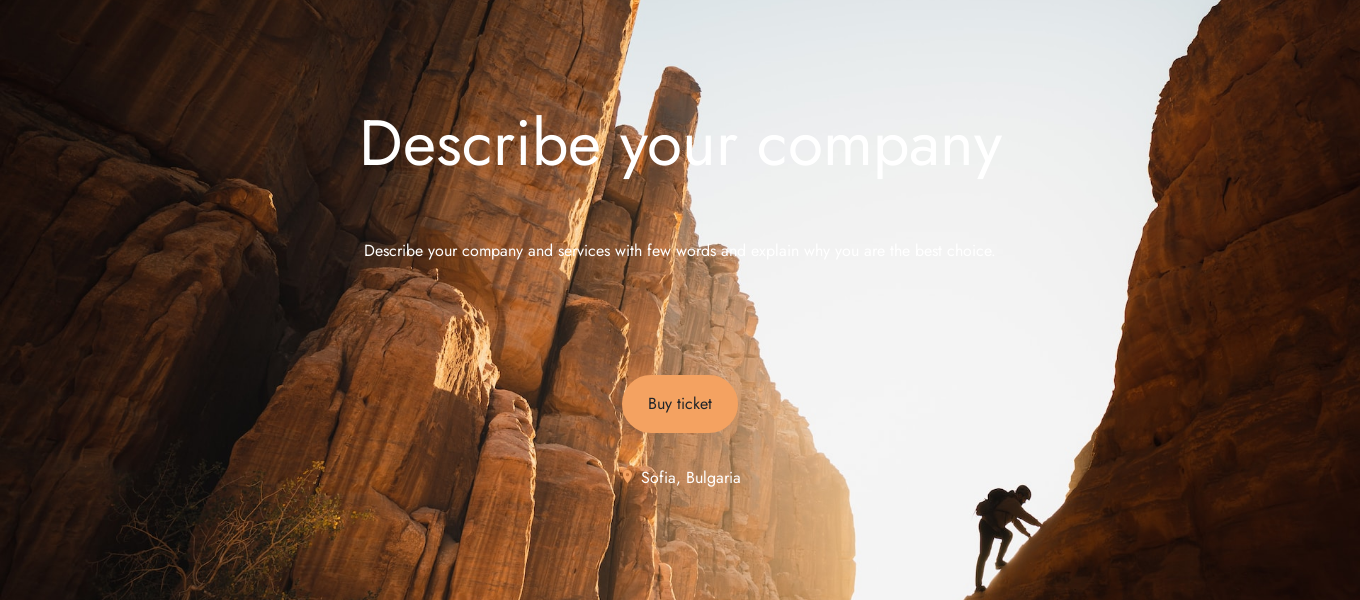 Describe your company
Describe your company and services with few words and explain why you are the best choice.
Buy ticket
Sofia, Bulgaria